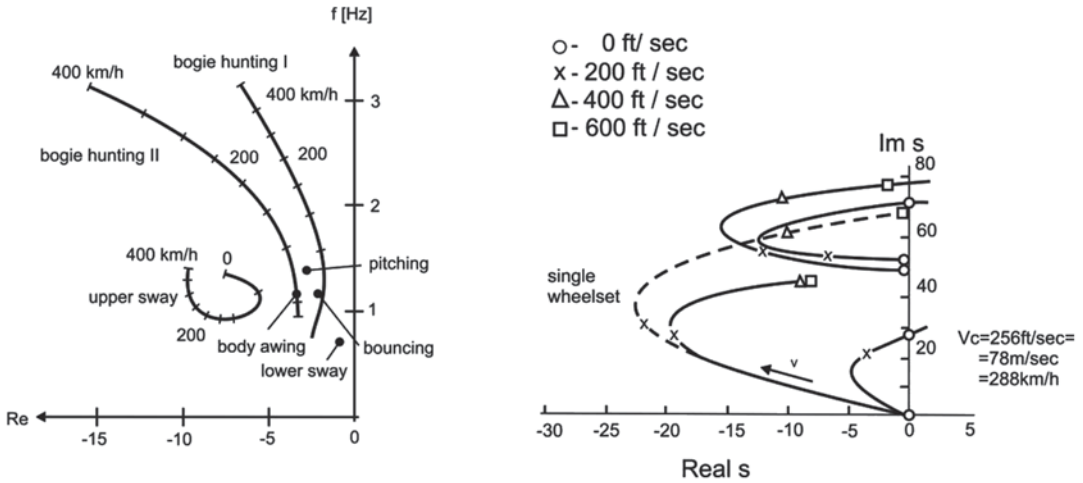 f [Hz]
bogie hunting I
400 km/h
400 km/h
3
bogie hunting II
200
200
2
400 km/h
0
pitching
upper sway
1
200
body awing
bouncing
lower sway
Re
-15
-10
-5
0
o- 0 ft/ sec
x- 200 ft / sec
△- 400 ft / sec
□- 600 ft / sec
Im s
80
60
single
wheelset
40
Vc=256ft/sec=
20
=78m/sec
v
=288km/h
-30
-25
-20
-15
-10
-5
0
5
Real s